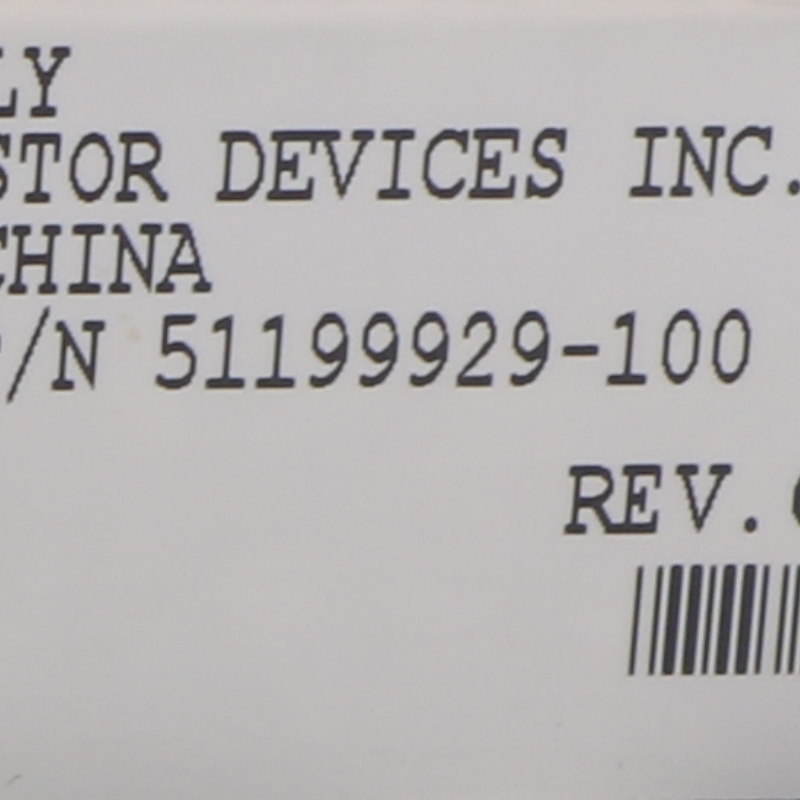 LY
STOR DEVICES INC.
CHINA
P/N 51199929-100
REV.